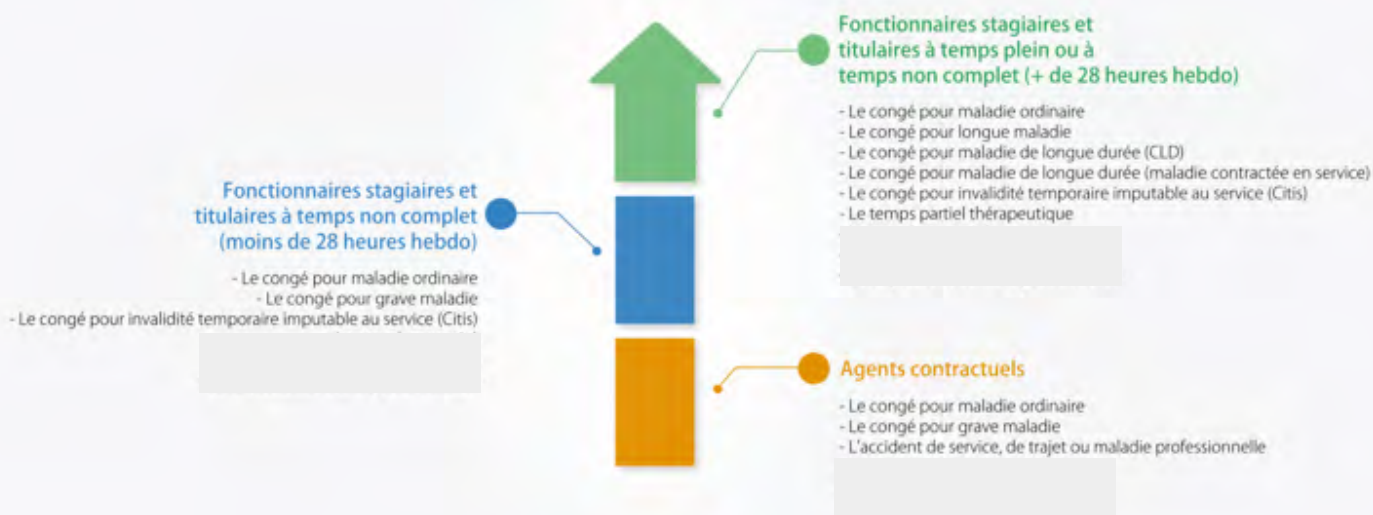 Fonctionnaires stagiaires et
titulaires à temps plein ou à
temps non complet (+ de 28 heures hebdo)
- Le congé pour maladie ordinaire
- Le congé pour longue maladie
- Le congé pour maladie de longue durée (CLD)
- Le congé pour maladie de longue durée (maladie contractée en service)
- Le congé pour invalidité temporaire imputable au service (Citis)
- Le temps partiel thérapeutique
Fonctionnaires stagiaires et
titulaires à temps non complet
(moins de 28 heures hebdo)
- Le congé pour maladie ordinaire
- Le congé pour grave maladie
- Le congé pour invalidité temporaire imputable au service (Citis)
Agents contractuels
- Le congé pour maladie ordinaire
- Le congé pour grave maladie
- L'accident de service, de trajet ou maladie professionnelle